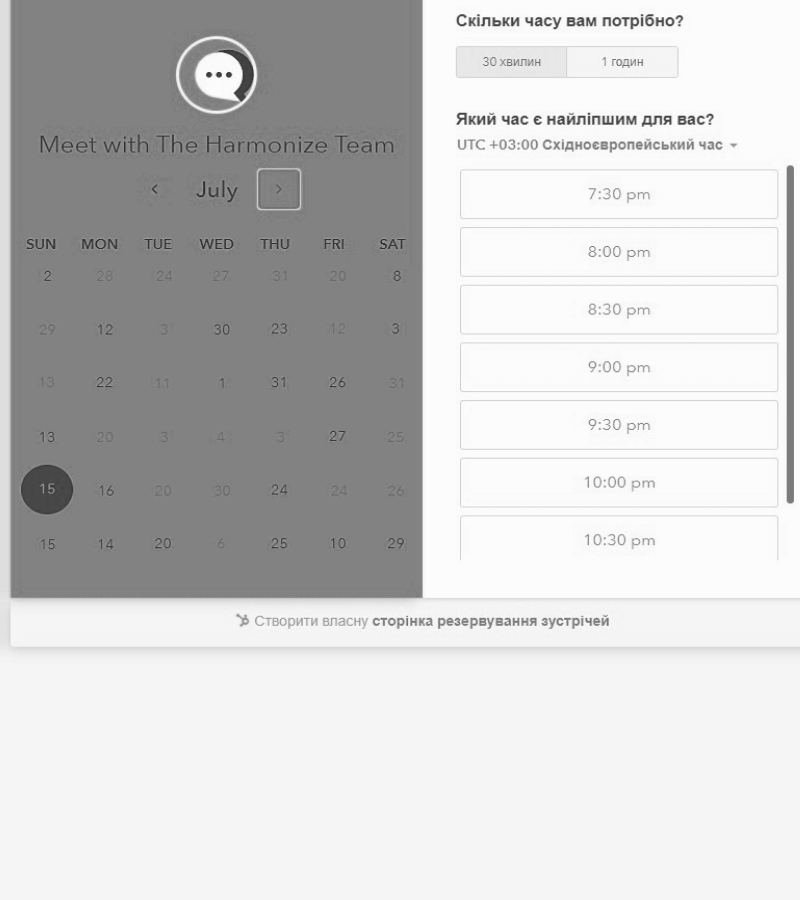 Meet with The Harmonize Team
July
SUN MON TUE WED THU FRI SAT
2 28 24 27 31 20 8
29 12 3 30 23 12 3
13 22 11 1 31 26 31
13 20 3 4 3 27 25
15 16 20 30 24 24 26
15 14 20 6 25 10 29
Скільки часу вам потрібно?
30 хвилин 1 годин
Який час є найліпшим для вас?
UTC +03:00 Східноєвропейський час
7:30 pm
8:00 pm
8:30 pm
9:00 pm
9:30 pm
10:00 pm
10:30 pm
Створити власну сторінка резервування зустрічей